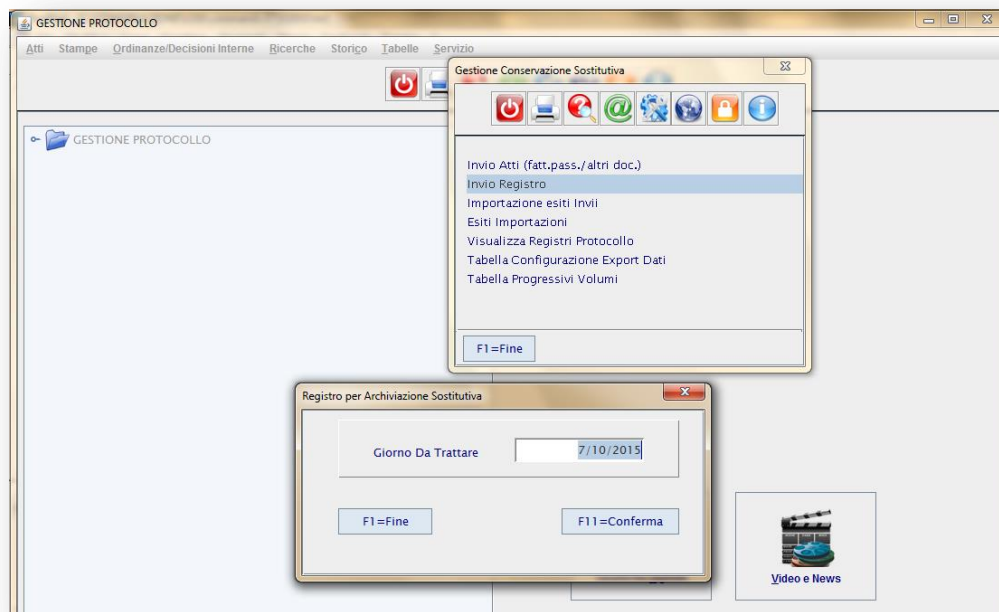 GESTIONE PROTOCOLLO
Atti Stampe Ordinanze/Decisioni Interne Ricerche Storico Tabelle Servizio
GESTIONE PROTOCOLLO
Gestione Conservazione Sostitutiva
Invio Atti (fatt.pass./altri doc.)
Invio Registro
Importazione esiti Invii
Esiti Importazioni
Visualizza Registri Protocollo
Tabella Configurazione Export Dati
Tabella Progressivi Volumi
F1=Fine
Registro per Archiviazione Sostitutiva
Giorno Da Trattare 7/10/2015
F1=Fine F11=Conferma
Video e News